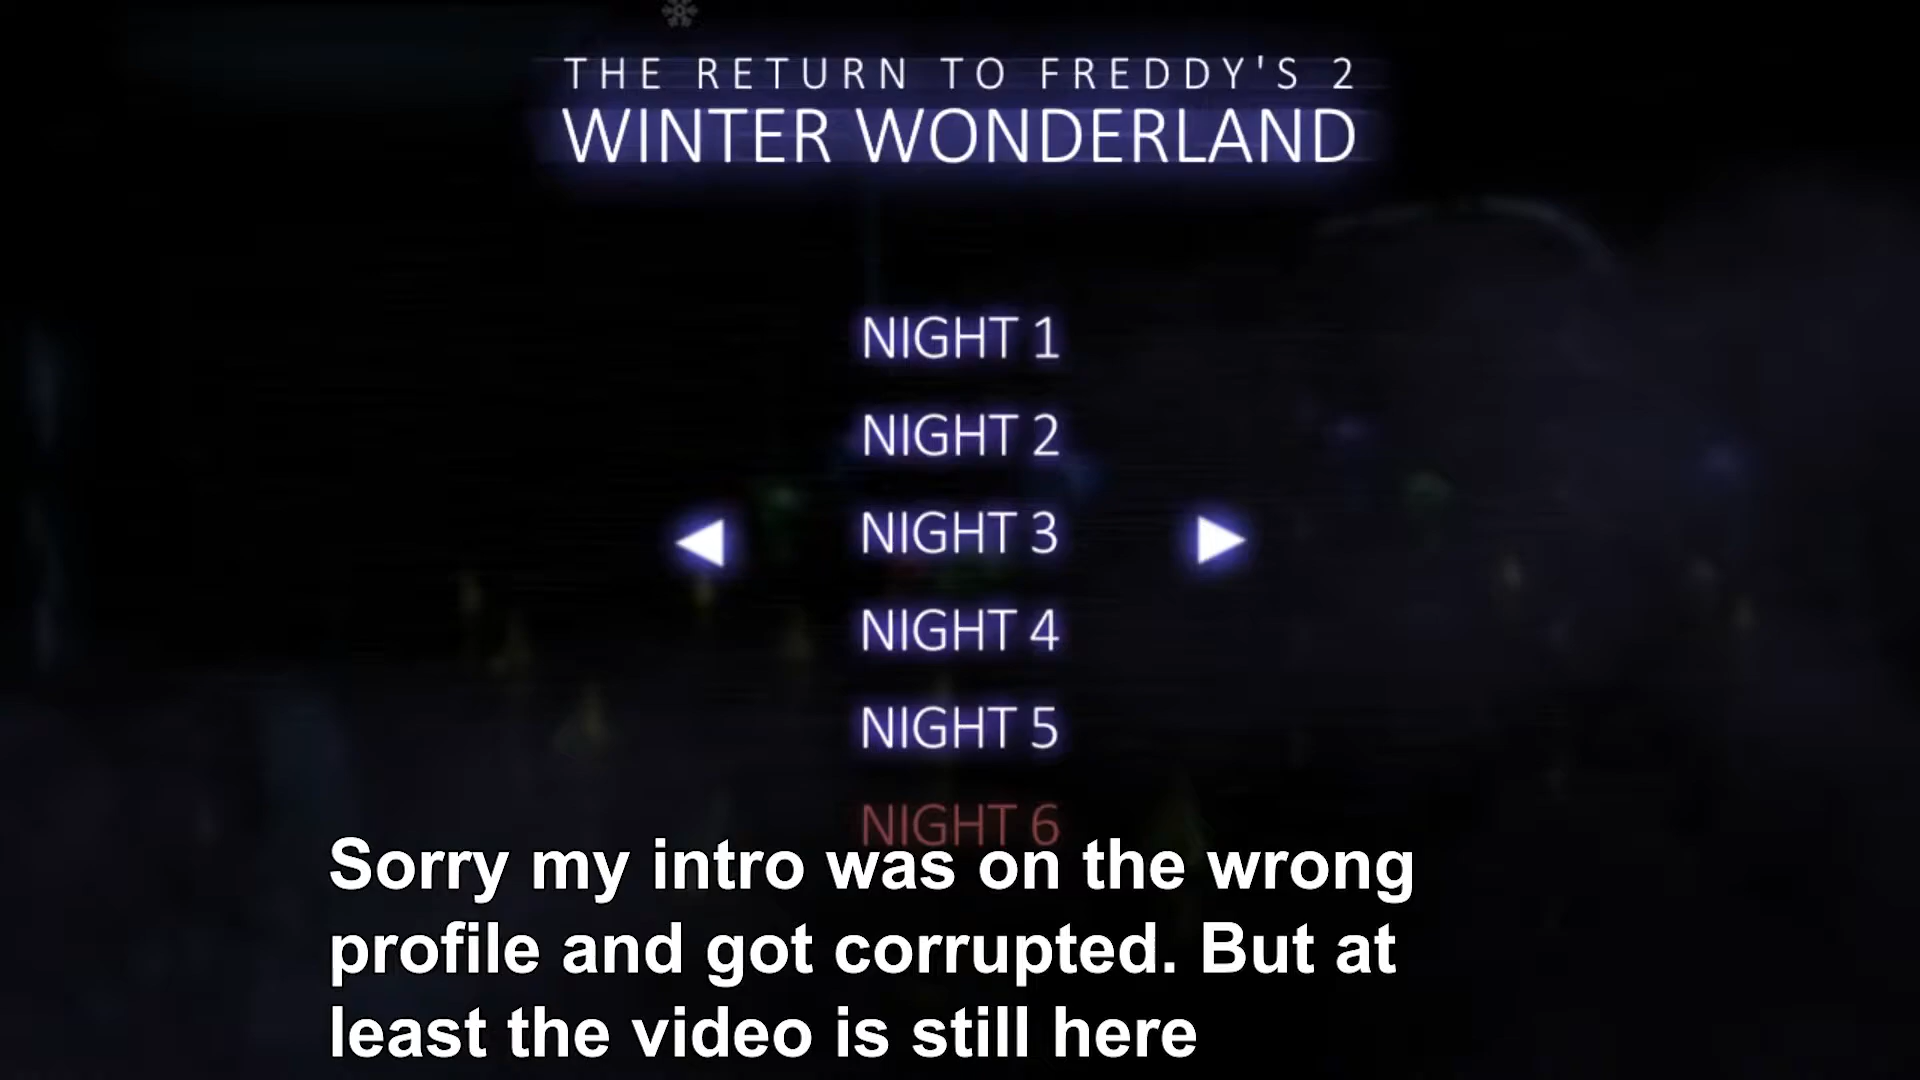 THE RETURN TO FREDDY'S 2
WINTER WONDERLAND
NIGHT 1
NIGHT 2
NIGHT 3
NIGHT 4
NIGHT 5
NIGHT 6
Sorry my intro was on the wrong
profile and got corrupted. But at
least the video is still here